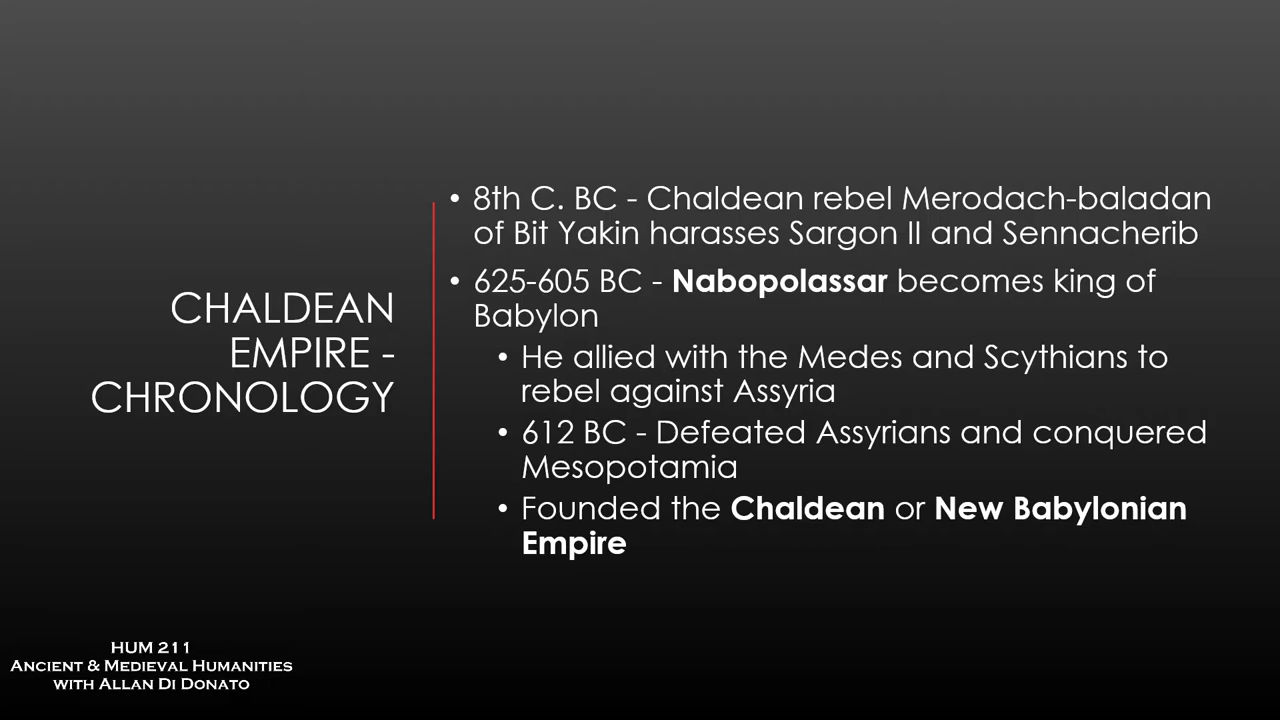 CHALDEAN
EMPIRE -
CHRONOLOGY
• 8th C. BC - Chaldean rebel Merodach-baladan
of Bit Yakin harasses Sargon II and Sennacherib
• 625-605 BC - Nabopolassar becomes king of
Babylon
• He allied with the Medes and Scythians to
rebel against Assyria
• 612 BC - Defeated Assyrians and conquered
Mesopotamia
• Founded the Chaldean or New Babylonian
Empire
HUM 211
Ancient & Medieval Humanities
with Allan Di Donato